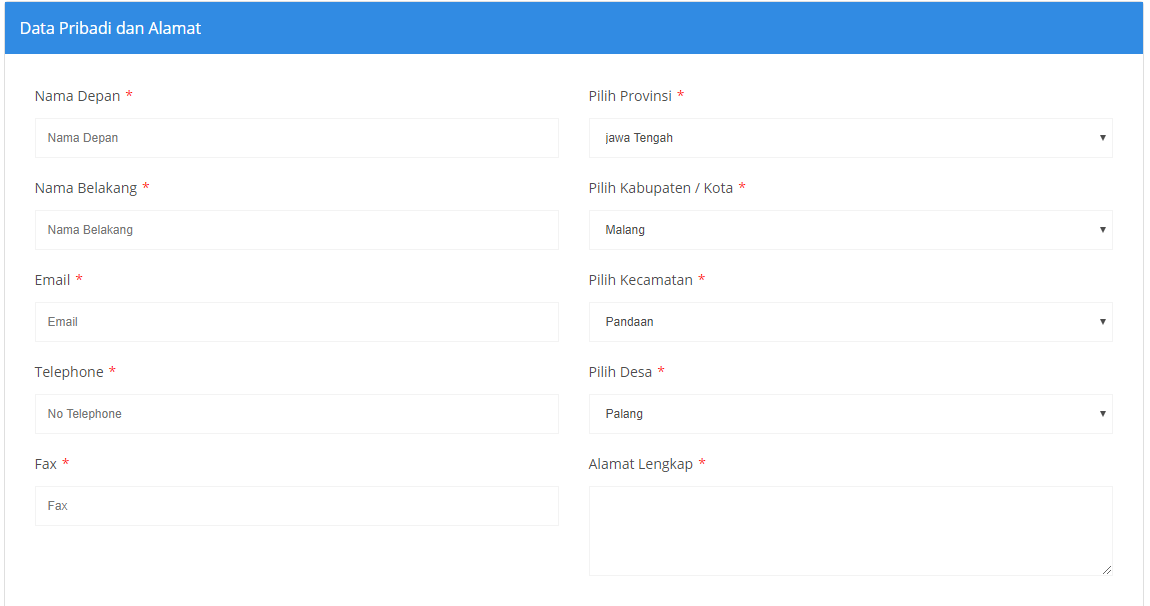 Data Pribadi dan Alamat
Nama Depan *
Nama Depan
Nama Belakang *
Nama Belakang
Email *
Email
Telephone *
No Telephone
Fax *
Fax
Pilih Provinsi *
jawa Tengah
Pilih Kabupaten / Kota *
Malang
Pilih Kecamatan *
Pandaan
Pilih Desa *
Palang
Alamat Lengkap *